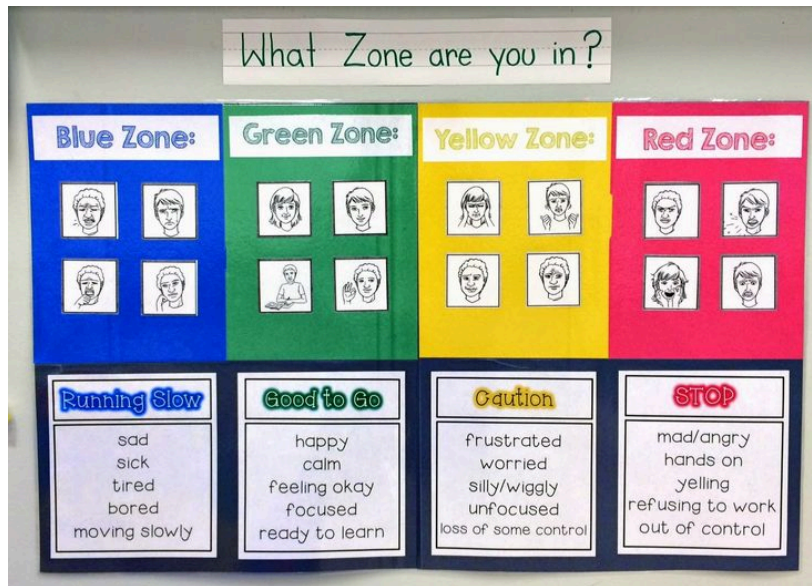 What Zone are you in?
Blue Zone:
Green Zone:
Yellow Zone:
Red Zone:
Running Slow
sad
sick
tired
bored
moving slowly
Good to Go
happy
calm
feeling okay
focused
ready to learn
Caution
frustrated
worried
silly/wiggly
unfocused
loss of some control
STOP
mad/angry
hands on
yelling
refusing to work
out of control